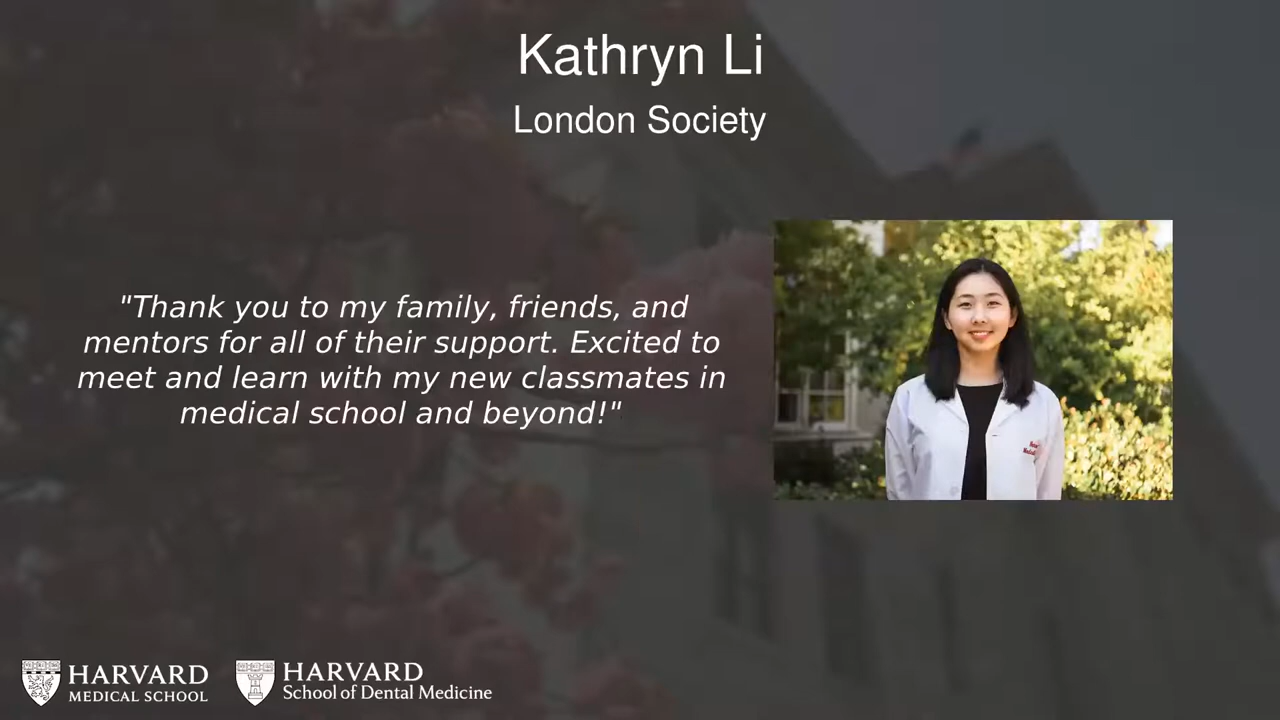 Kathryn Li
London Society
"Thank you to my family, friends, and
mentors for all of their support. Excited to
meet and learn with my new classmates in
medical school and beyond!"
HARVARD
MEDICAL SCHOOL
HARVARD
School of Dental Medicine